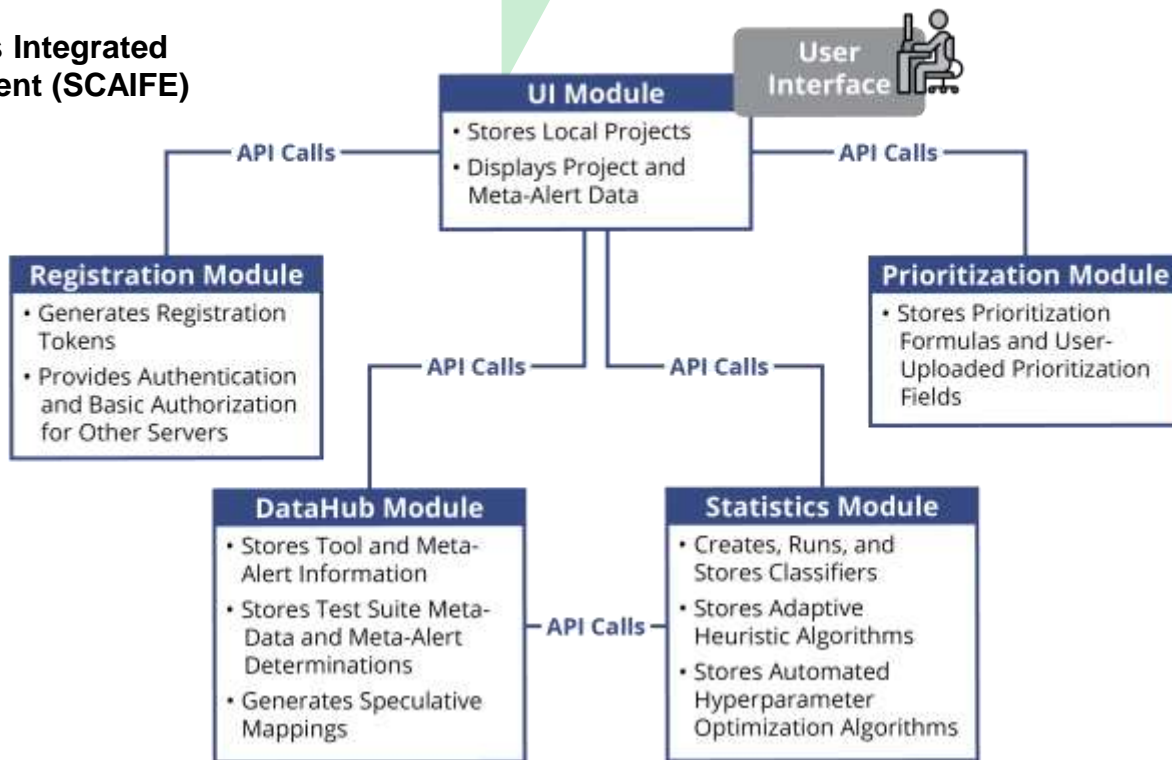 Integrated
(SCAIFE)
User
Interface
UI Module
• Stores Local Projects
• Displays Project and
Meta-Alert Data
API Calls
API Calls
Registration Module
• Generates Registration
Tokens
• Provides Authentication
and Basic Authorization
for Other Servers
Prioritization Module
• Stores Prioritization
Formulas and User-
Uploaded Prioritization
Fields
API Calls
API Calls
DataHub Module
• Stores Tool and Meta-
Alert Information
• Stores Test Suite Meta-
Data and Meta-Alert
Determinations
• Generates Speculative
Mappings
API Calls
Statistics Module
• Creates, Runs, and
Stores Classifiers
• Stores Adaptive
Heuristic Algorithms
• Stores Automated
Hyperparameter
Optimization Algorithms